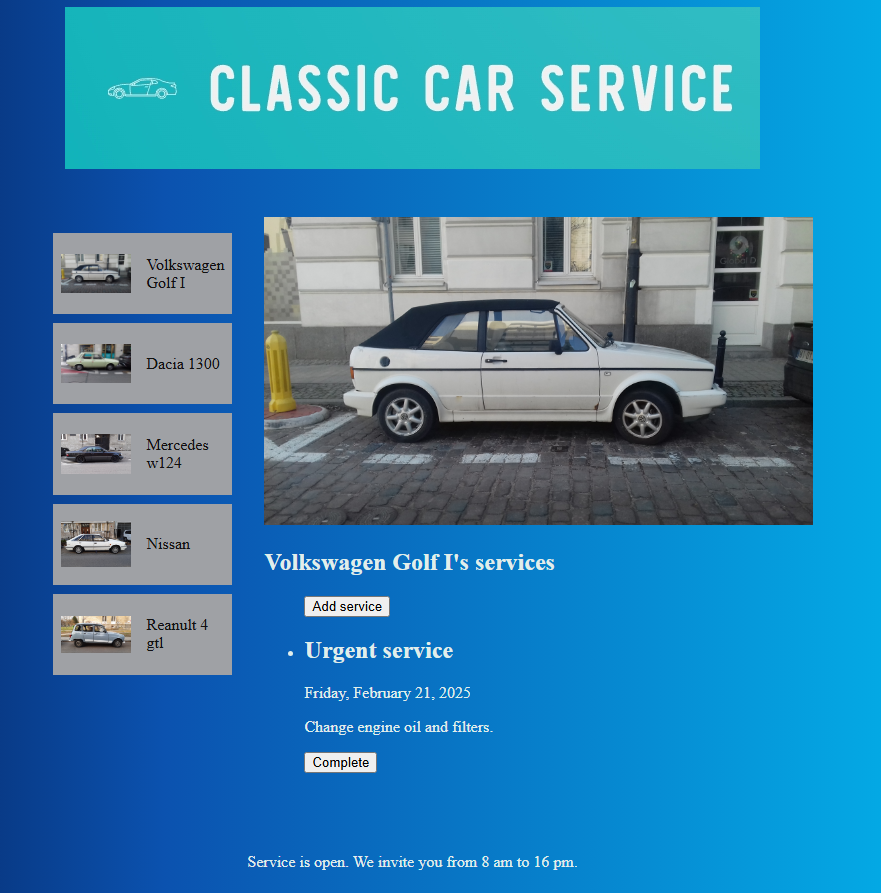 CLASSIC CAR SERVICE
Volkswagen
Golf I
Dacia 1300
Mercedes
w124
Nissan
Reanult 4
gtl
Volkswagen Golf I's services
Add service
Urgent service
Friday, February 21, 2025
Change engine oil and filters.
Complete
Service is open. We invite you from 8 am to 16 pm.